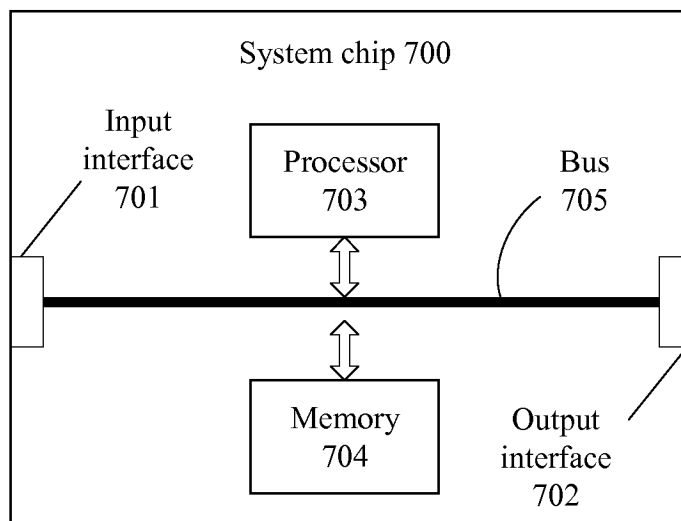 System chip 700
Input
interface
701
Processor
703
Bus
705
Memory
704
Output
interface
702